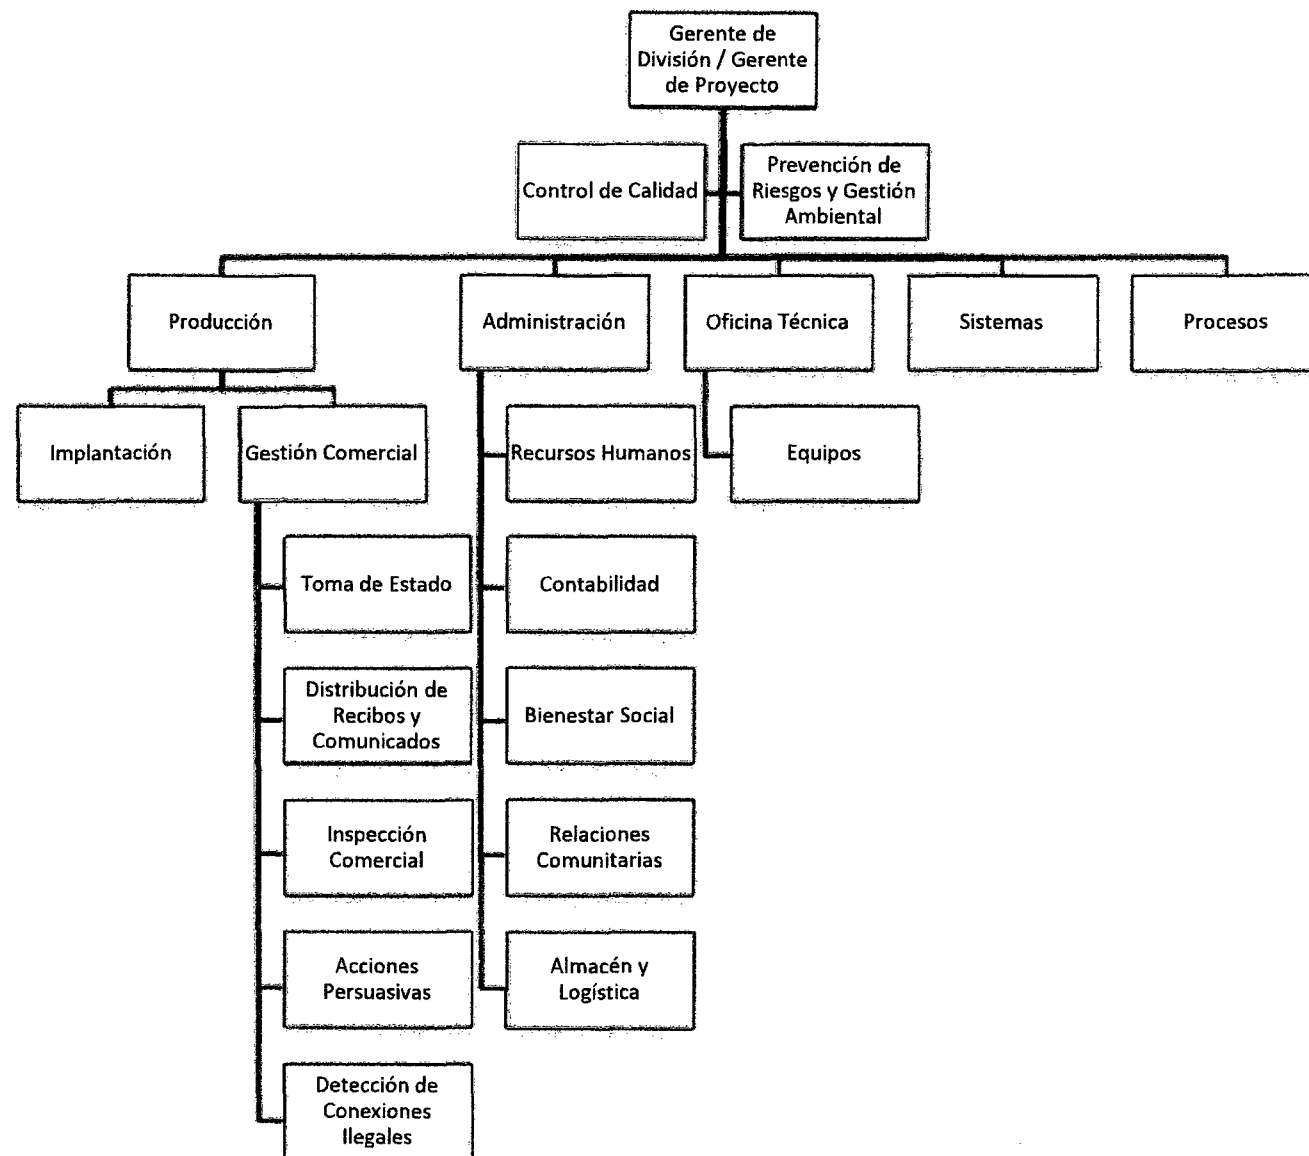 Gerente de
División / Gerente
de Proyecto
Control de Calidad
Prevención de
Riesgos y Gestión
Ambiental
Producción
Administración
Oficina Técnica
Sistemas
Procesos
Implantación
Gestión Comercial
Recursos Humanos
Equipos
Toma de Estado
Contabilidad
Distribución de
Recibos y
Comunicados
Bienestar Social
Inspección
Comercial
Relaciones
Comunitarias
Acciones
Persuasivas
Almacén y
Logística
Detección de
Conexiones
Ilegales